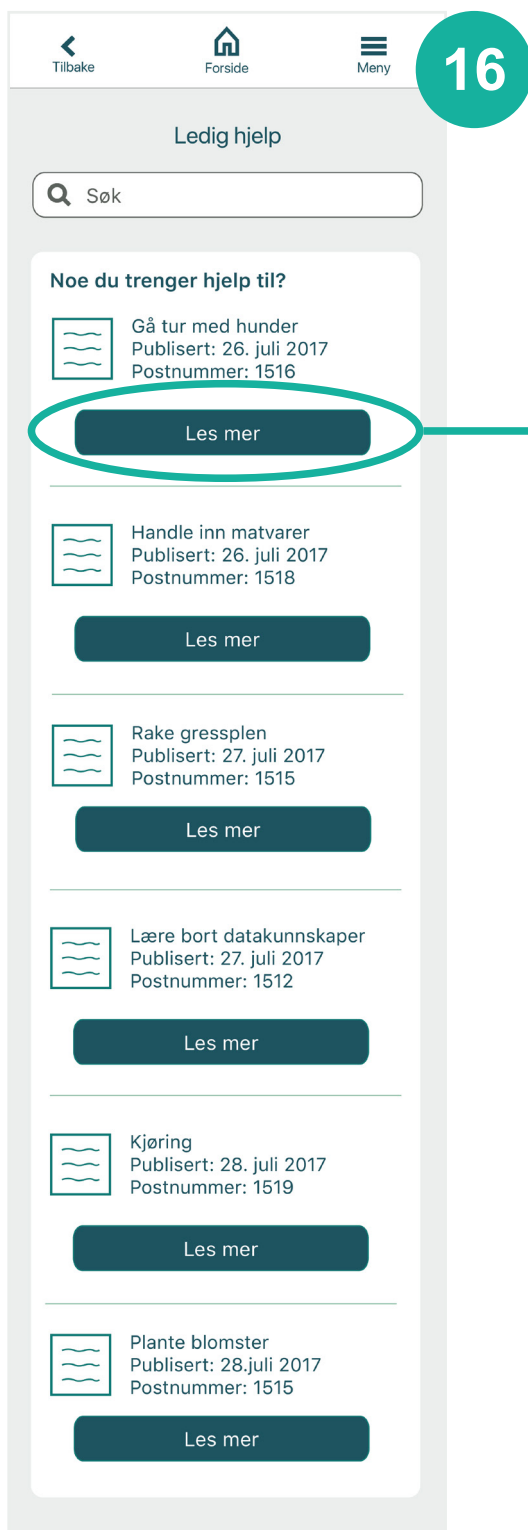 Tilbake
Forside
Meny
16
Ledig hjelp
Søk
Noe du trenger hjelp til?
Gå tur med hunder
Publisert: 26. juli 2017
Postnummer: 1516
Les mer
Handle inn matvarer
Publisert: 26. juli 2017
Postnummer: 1518
Les mer
Rake gressplen
Publisert: 27. juli 2017
Postnummer: 1515
Les mer
Lære bort datakunnskaper
Publisert: 27. juli 2017
Postnummer: 1512
Les mer
Kjøring
Publisert: 28. juli 2017
Postnummer: 1519
Les mer
Plante blomster
Publisert: 28.juli 2017
Postnummer: 1515
Les mer